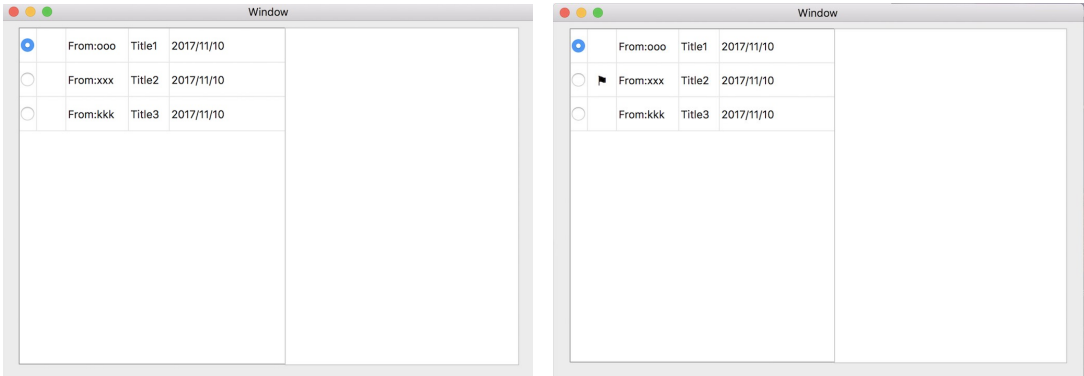 Window
From:ooo Title1 2017/11/10
From:xxx Title2 2017/11/10
From:kkk Title3 2017/11/10
Window
From:ooo Title1 2017/11/10
From:xxx Title2 2017/11/10
From:kkk Title3 2017/11/10